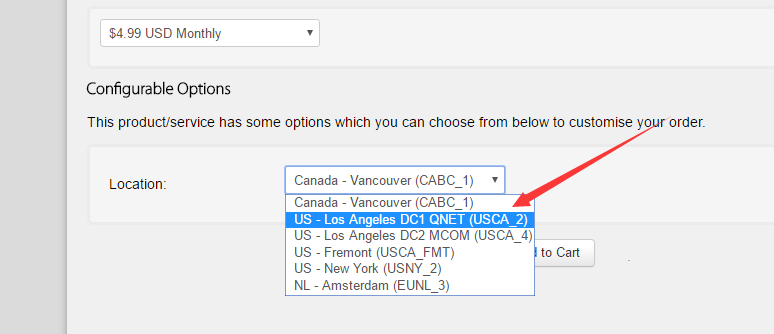 $4.99 USD Monthly
Configurable Options
This product/service has some options which you can choose from below to customise your order.
Location:
Canada - Vancouver (CABC_1)
Canada - Vancouver (CABC_1)
US - Los Angeles DC1 QNET (USCA_2)
US - Los Angeles DC2 MCOM (USCA_4)
US - Fremont (USCA_FMT)
to Cart
US - New York (USNY_2)
NL - Amsterdam (EUNL_3)